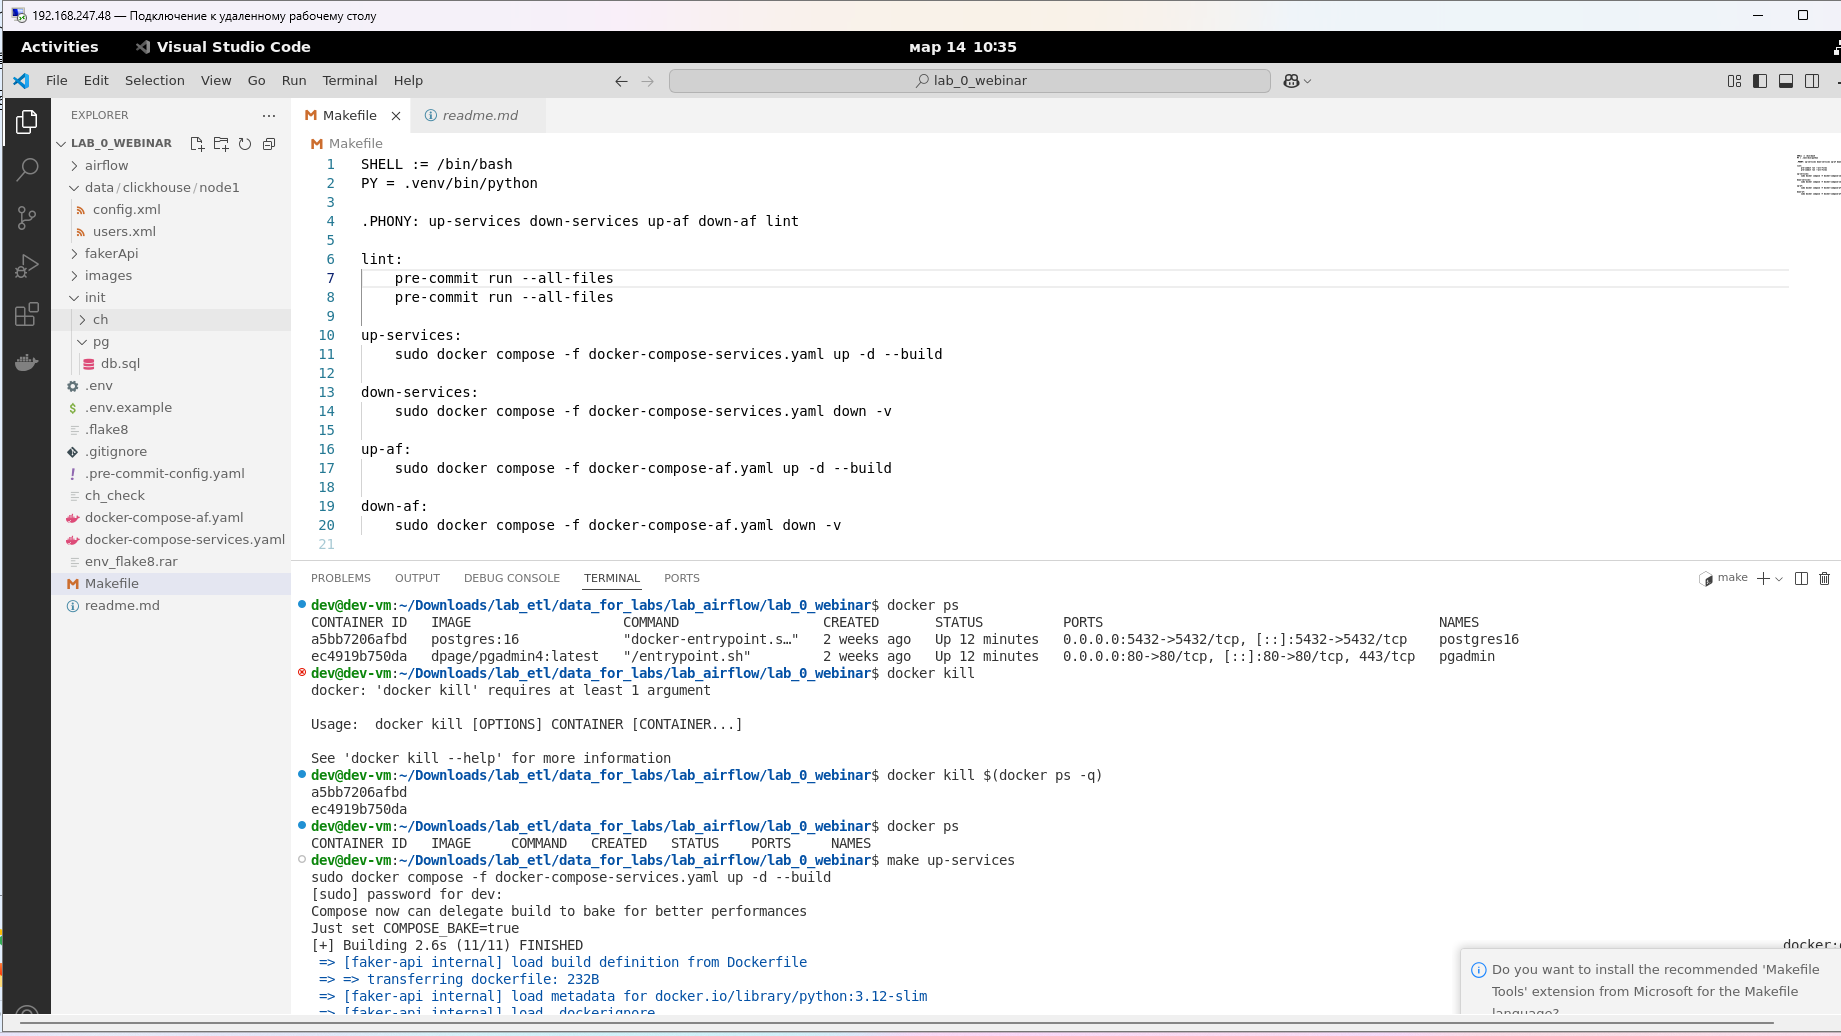 192.168.247.48 — Подключение к удаленному рабочему столу
Activities Visual Studio Code мар 14 10:35
File Edit Selection View Go Run Terminal Help lab_0_webinar
EXPLORER
LAB_0_WEBINAR
airflow
data/clickhouse/node1
config.xml
users.xml
fakerApi
images
init
ch
pg
db.sql
.env
.env.example
.flake8
.gitignore
.pre-commit-config.yaml
ch_check
docker-compose-af.yaml
docker-compose-services.yaml
env_flake8.rar
Makefile
readme.md
Makefile readme.md
Makefile
1 SHELL := /bin/bash
2 PY = .venv/bin/python
3
4 .PHONY: up-services down-services up-af down-af lint
5
6 lint:
7 pre-commit run --all-files
8 pre-commit run --all-files
9
10 up-services:
11 sudo docker compose -f docker-compose-services.yaml up -d --build
12
13 down-services:
14 sudo docker compose -f docker-compose-services.yaml down -v
15
16 up-af:
17 sudo docker compose -f docker-compose-af.yaml up -d --build
18
19 down-af:
20 sudo docker compose -f docker-compose-af.yaml down -v
21
PROBLEMS OUTPUT DEBUG CONSOLE TERMINAL PORTS make
dev@dev-vm:~/Downloads/lab_etl/data_for_labs/lab_airflow/lab_0_webinar$ docker ps
CONTAINER ID IMAGE COMMAND CREATED STATUS PORTS NAMES
a5bb7206afbd postgres:16 "docker-entrypoint.s…" 2 weeks ago Up 12 minutes 0.0.0.0:5432->5432/tcp, [::]:5432->5432/tcp postgres16
ec4919b750da dpage/pgadmin4:latest "/entrypoint.sh" 2 weeks ago Up 12 minutes 0.0.0.0:80->80/tcp, [::]:80->80/tcp, 443/tcp pgadmin
dev@dev-vm:~/Downloads/lab_etl/data_for_labs/lab_airflow/lab_0_webinar$ docker kill
docker: 'docker kill' requires at least 1 argument
Usage: docker kill [OPTIONS] CONTAINER [CONTAINER...]
See 'docker kill --help' for more information
dev@dev-vm:~/Downloads/lab_etl/data_for_labs/lab_airflow/lab_0_webinar$ docker kill $(docker ps -q)
a5bb7206afbd
ec4919b750da
dev@dev-vm:~/Downloads/lab_etl/data_for_labs/lab_airflow/lab_0_webinar$ docker ps
CONTAINER ID IMAGE COMMAND CREATED STATUS PORTS NAMES
dev@dev-vm:~/Downloads/lab_etl/data_for_labs/lab_airflow/lab_0_webinar$ make up-services
sudo docker compose -f docker-compose-services.yaml up -d --build
[sudo] password for dev:
Compose now can delegate build to bake for better performances
Just set COMPOSE_BAKE=true
[+] Building 2.6s (11/11) FINISHED docker:
=> [faker-api internal] load build definition from Dockerfile
=> => transferring dockerfile: 232B
=> [faker-api internal] load metadata for docker.io/library/python:3.12-slim
=> [faker-api internal] load .dockerignore
Do you want to install the recommended 'Makefile
Tools' extension from Microsoft for the Makefile
language?